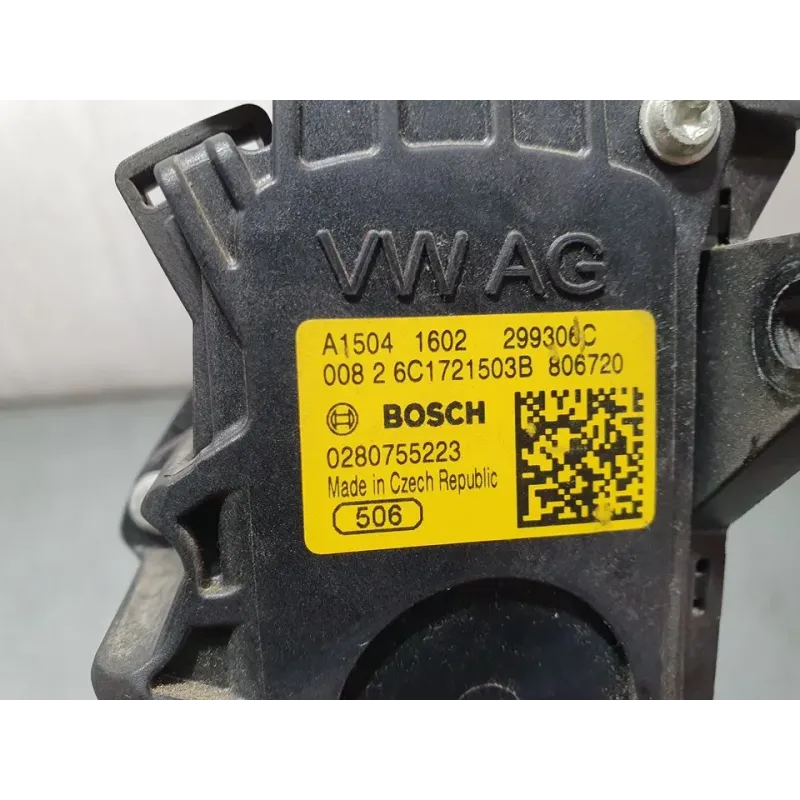 VW AG
A1504 1602 299306C
008 2 6C1721503B 806720
BOSCH
0280755223
Made in Czech Republic
506